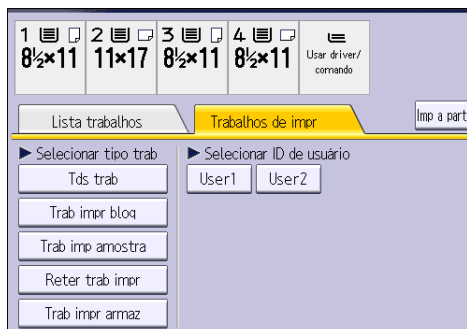 1 2 3 4
8½×11 11×17 8½×11 8½×11 Usar driver/
comando
Lista trabalhos Trabalhos de impr Imp a part
Selecionar tipo trab Selecionar ID de usuário
Tds trab User1 User2
Trab impr bloq
Trab imp amostra
Reter trab impr
Trab impr armaz